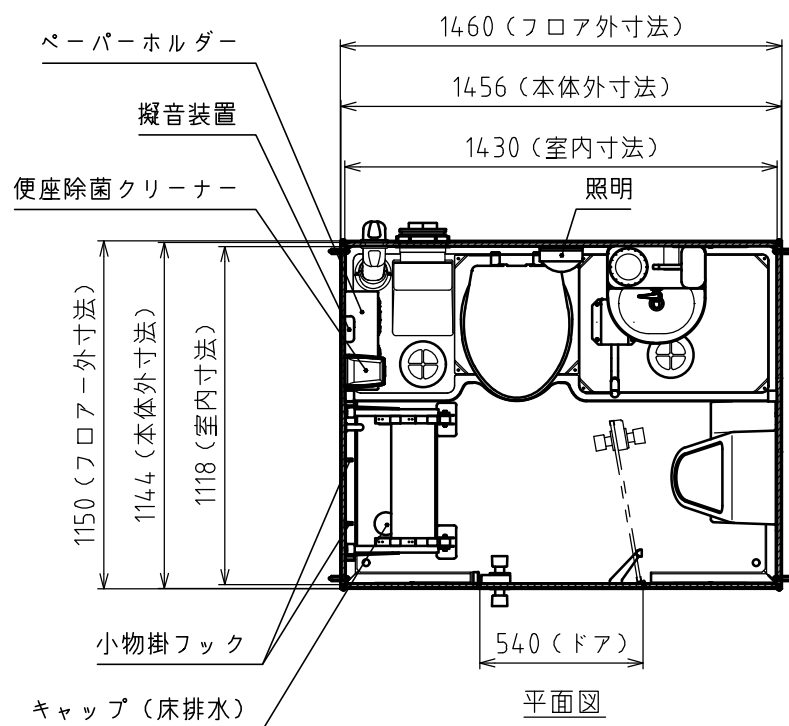 1460（フロア外寸法）
ペーパーホルダー
1456（本体外寸法）
擬音装置
1430（室内寸法）
便座除菌クリーナー
照明
1150（フロアー外寸法）
1144（本体外寸法）
1118（室内寸法）
小物掛フック
540（ドア）
キャップ（床排水）
平面図